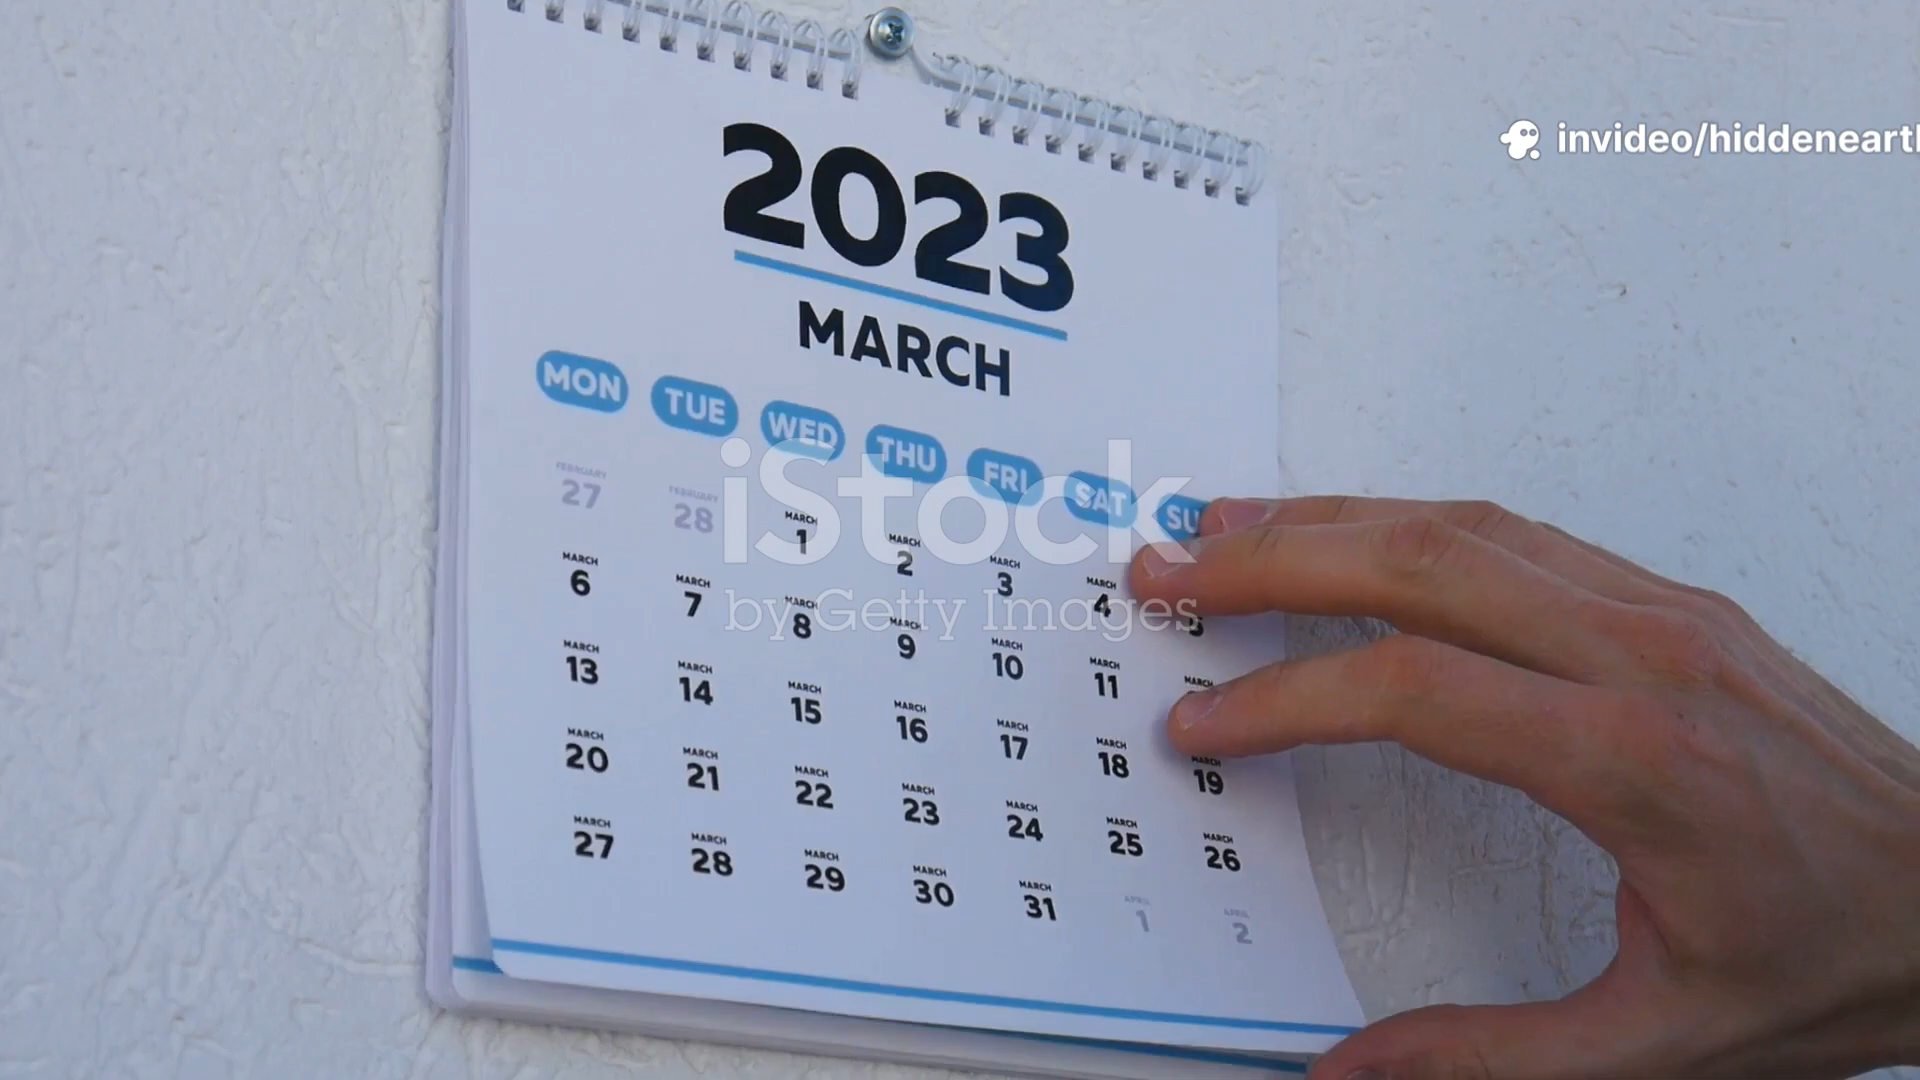 invideo/hiddenearth
2023
MARCH
MON TUE WED THU FRI SAT SU
FEBRUARY 27 FEBRUARY 28 MARCH 1 MARCH 2 MARCH 3 MARCH 4 5
MARCH 6 MARCH 7 MARCH 8 MARCH 9 MARCH 10 MARCH 11 MARCH
MARCH 13 MARCH 14 MARCH 15 MARCH 16 MARCH 17 MARCH 18 MARCH 19
MARCH 20 MARCH 21 MARCH 22 MARCH 23 MARCH 24 MARCH 25 MARCH 26
MARCH 27 MARCH 28 MARCH 29 MARCH 30 MARCH 31 APRIL 1 APRIL 2
iStock
by Getty Images